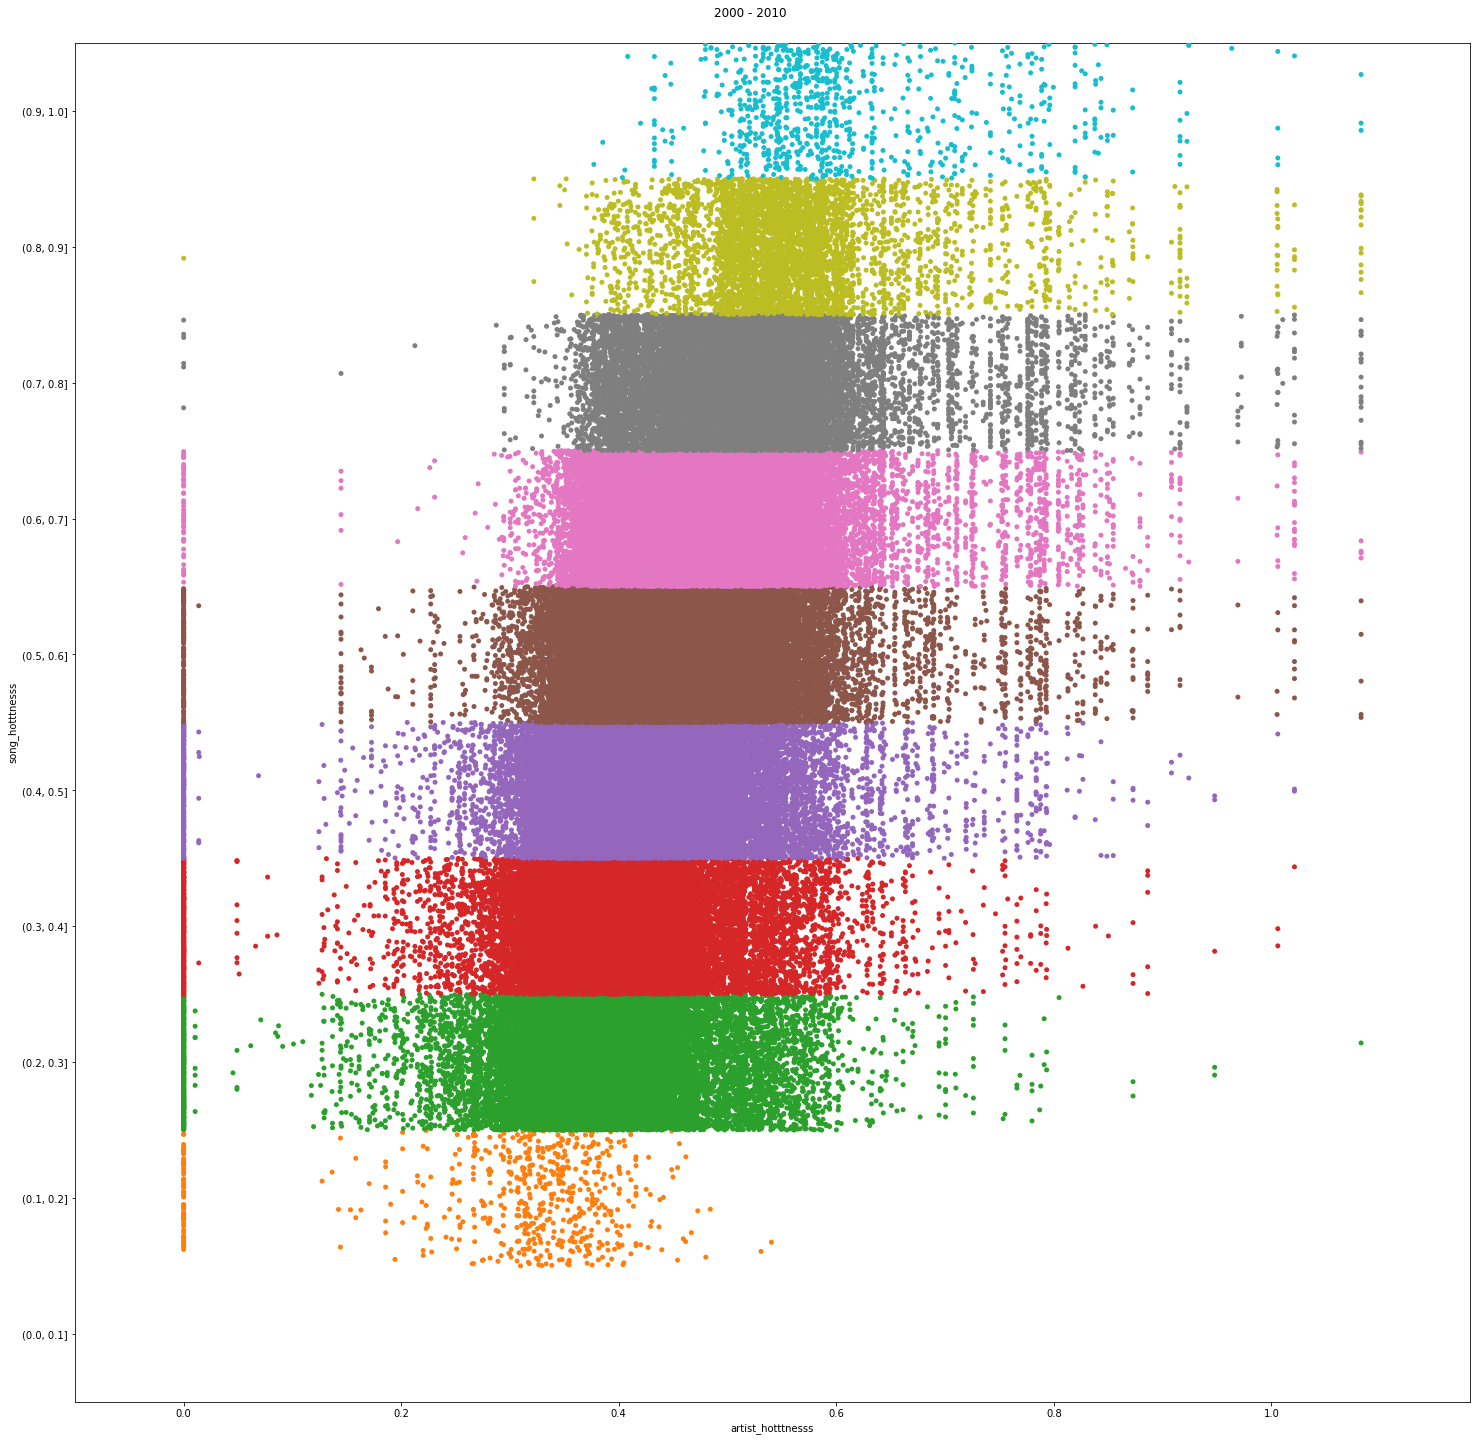 2000 - 2010
(0.9, 1.0]
(0.8, 0.9]
(0.7, 0.8]
(0.6, 0.7]
(0.5, 0.6]
song_hotttnesss
(0.4, 0.5]
(0.3, 0.4]
(0.2, 0.3]
(0.1, 0.2]
(0.0, 0.1]
0.0 0.2 0.4 0.6 0.8 1.0
artist_hotttnesss